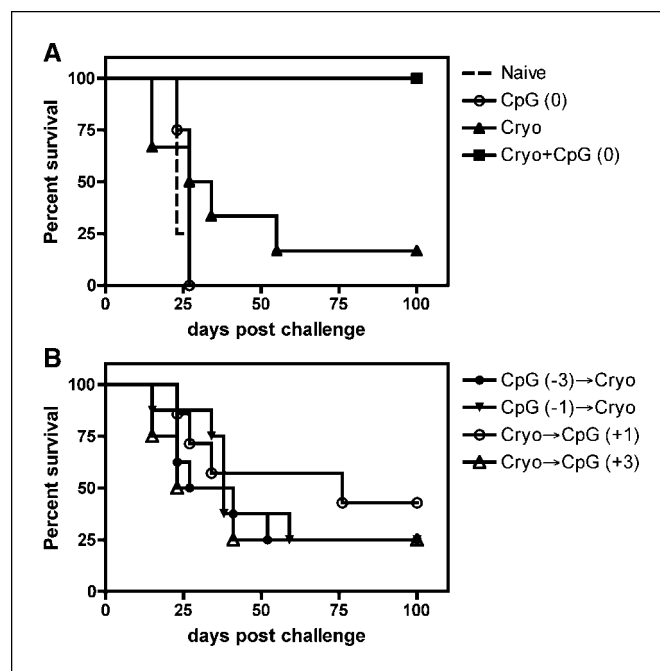 A
Percent survival
100
75
50
25
0
0 25 50 75 100
days post challenge
Naive
CpG (0)
Cryo
Cryo+CpG (0)
B
Percent survival
100
75
50
25
0
0 25 50 75 100
days post challenge
CpG (-3)→Cryo
CpG (-1)→Cryo
Cryo→CpG (+1)
Cryo→CpG (+3)